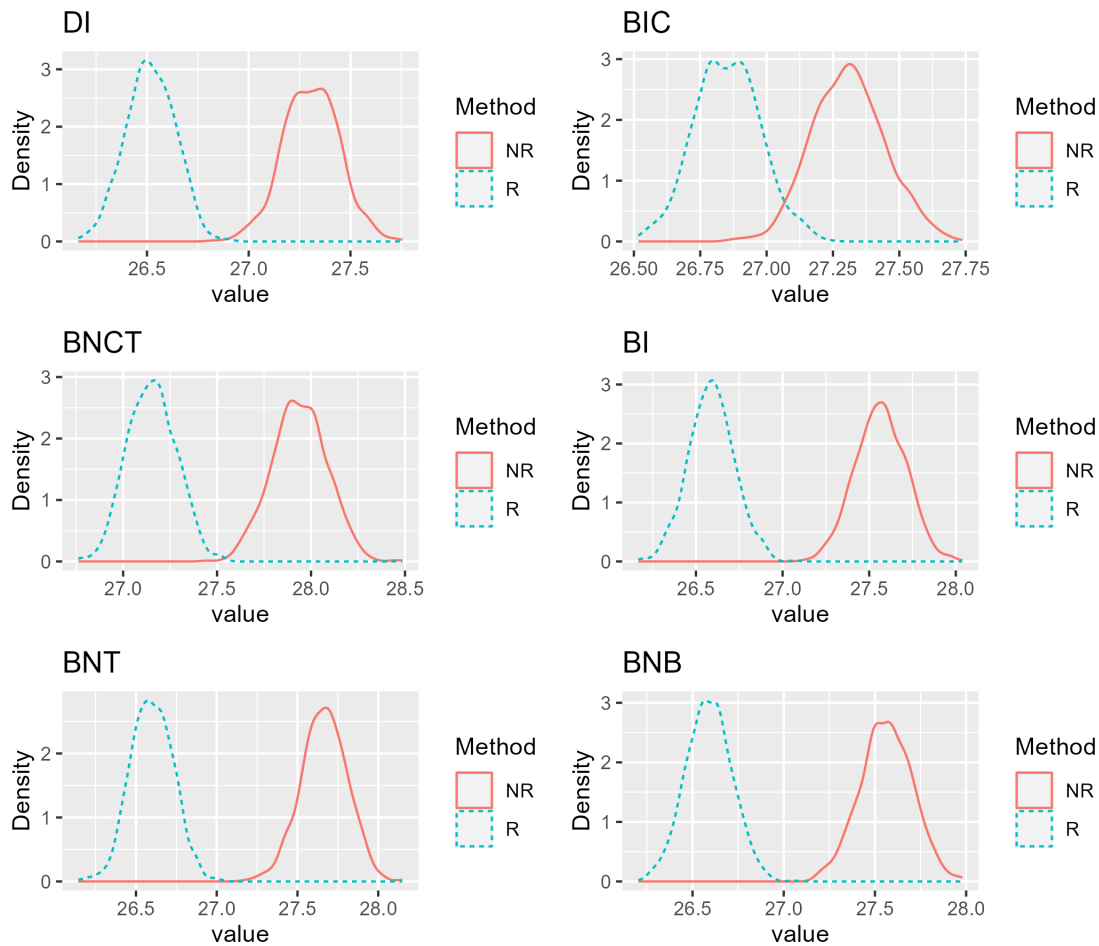 DI
Density
3
2
1
0
26.5 27.0 27.5
value
Method
NR
R
BIC
Density
3
2
1
0
26.50 26.75 27.00 27.25 27.50 27.75
value
Method
NR
R
BNCT
Density
3
2
1
0
27.0 27.5 28.0 28.5
value
Method
NR
R
BI
Density
3
2
1
0
26.5 27.0 27.5 28.0
value
Method
NR
R
BNT
Density
2
1
0
26.5 27.0 27.5 28.0
value
Method
NR
R
BNB
Density
3
2
1
0
26.5 27.0 27.5 28.0
value
Method
NR
R